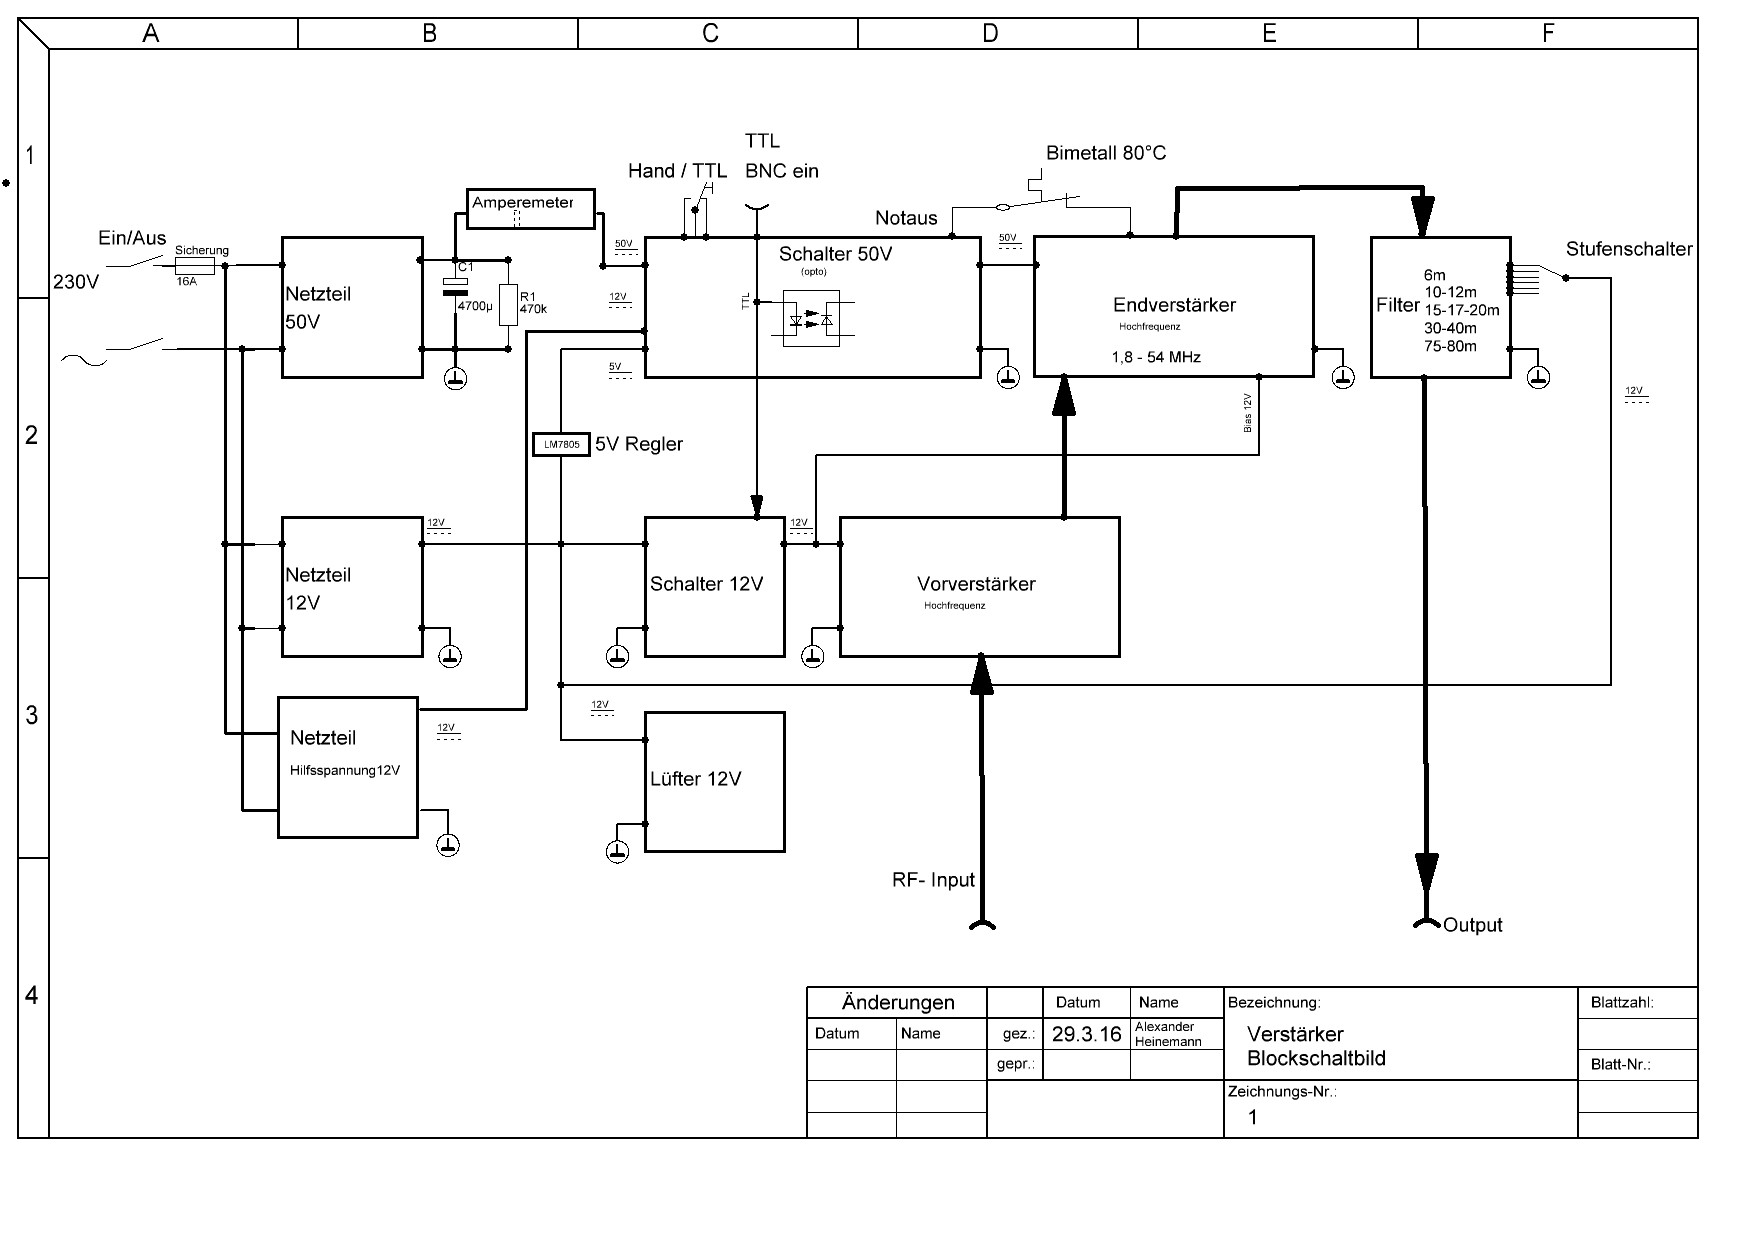 A B C D E F
1
2
3
4
TTL
Hand / TTL BNC ein
Bimetall 80°C
Amperemeter
Notaus
Ein/Aus
Sicherung
16A
230V
50V
12V
5V
TTL
Netzteil
50V
C1
4700µ
R1
470k
Schalter 50V
(opto)
50V
Endverstärker
Hochfrequenz
1,8 - 54 MHz
Bias 12V
Stufenschalter
Filter
6m
10-12m
15-17-20m
30-40m
75-80m
12V
LM7805
5V Regler
Netzteil
12V
12V
Schalter 12V
12V
Vorverstärker
Hochfrequenz
Netzteil
Hilfsspannung12V
12V
12V
Lüfter 12V
RF- Input
Output
Änderungen
Datum Name
Datum Name
gez.: 29.3.16 Alexander
Heinemann
gepr.:
Bezeichnung:
Verstärker
Blockschaltbild
Zeichnungs-Nr.:
1
Blattzahl:
Blatt-Nr.: